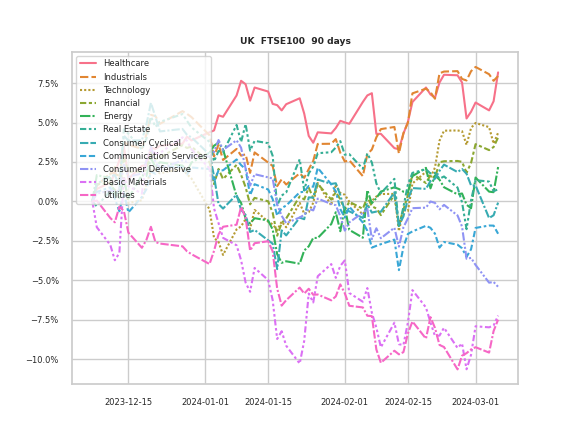 UK FTSE100 90 days
Healthcare
Industrials
Technology
Financial
Energy
Real Estate
Consumer Cyclical
Communication Services
Consumer Defensive
Basic Materials
Utilities
7.5%
5.0%
2.5%
0.0%
−2.5%
−5.0%
−7.5%
−10.0%
2023-12-15 2024-01-01 2024-01-15 2024-02-01 2024-02-15 2024-03-01